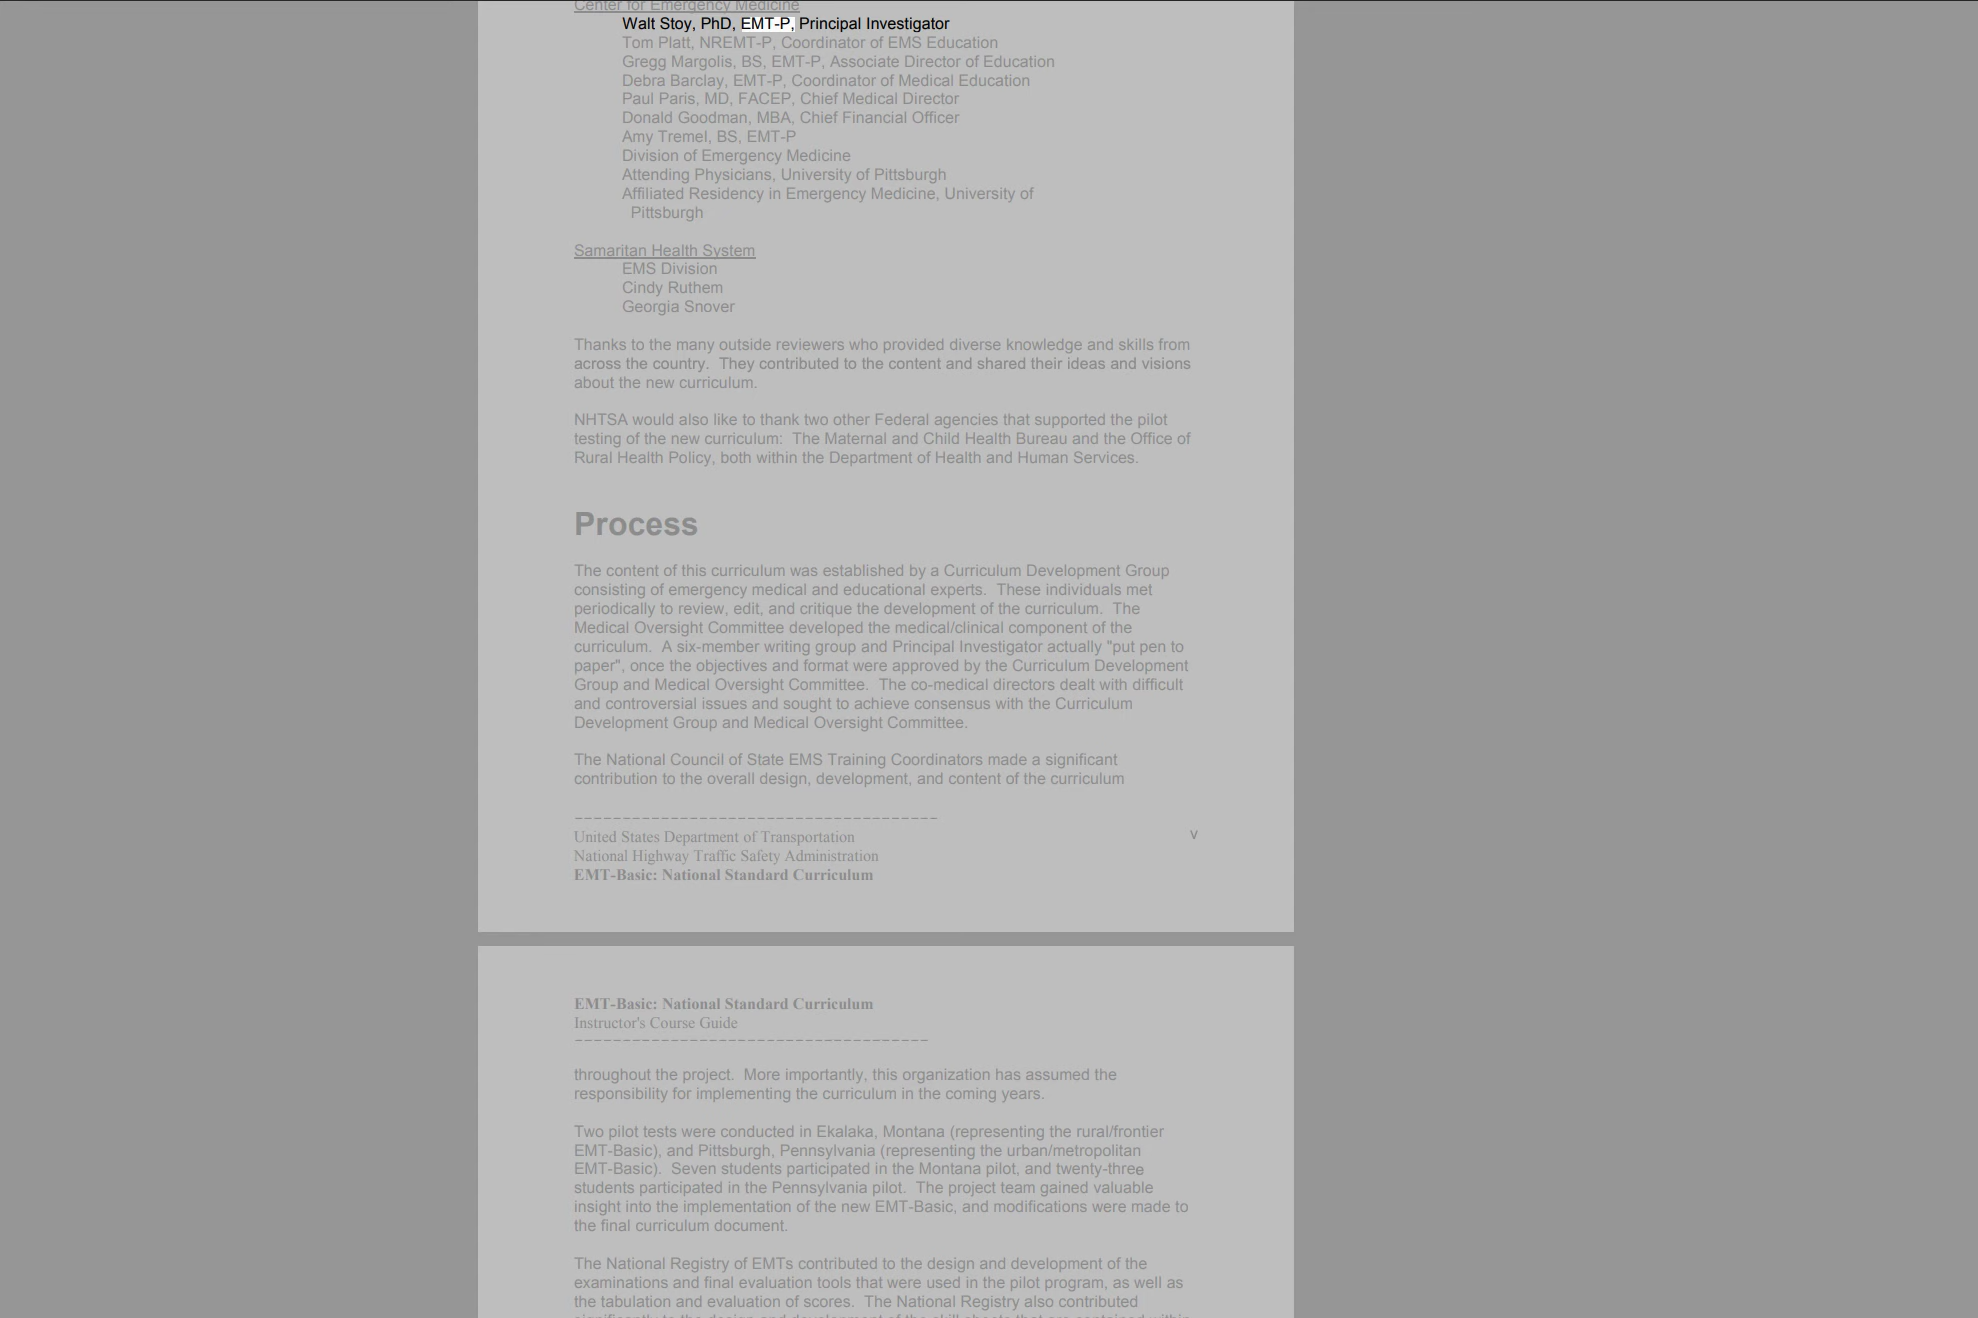 Center for Emergency Medicine
Walt Stoy, PhD, EMT-P, Principal Investigator
Tom Platt, NREMT-P, Coordinator of EMS Education
Gregg Margolis, BS, EMT-P, Associate Director of Education
Debra Barclay, EMT-P, Coordinator of Medical Education
Paul Paris, MD, FACEP, Chief Medical Director
Donald Goodman, MBA, Chief Financial Officer
Amy Tremel, BS, EMT-P
Division of Emergency Medicine
Attending Physicians, University of Pittsburgh
Affiliated Residency in Emergency Medicine, University of
Pittsburgh
Samaritan Health System
EMS Division
Cindy Ruthem
Georgia Snover
Thanks to the many outside reviewers who provided diverse knowledge and skills from
across the country.  They contributed to the content and shared their ideas and visions
about the new curriculum.
NHTSA would also like to thank two other Federal agencies that supported the pilot
testing of the new curriculum:  The Maternal and Child Health Bureau and the Office of
Rural Health Policy, both within the Department of Health and Human Services.
Process
The content of this curriculum was established by a Curriculum Development Group
consisting of emergency medical and educational experts.  These individuals met
periodically to review, edit, and critique the development of the curriculum.  The
Medical Oversight Committee developed the medical/clinical component of the
curriculum.  A six-member writing group and Principal Investigator actually "put pen to
paper", once the objectives and format were approved by the Curriculum Development
Group and Medical Oversight Committee.  The co-medical directors dealt with difficult
and controversial issues and sought to achieve consensus with the Curriculum
Development Group and Medical Oversight Committee.
The National Council of State EMS Training Coordinators made a significant
contribution to the overall design, development, and content of the curriculum
United States Department of Transportation
v
National Highway Traffic Safety Administration
EMT-Basic: National Standard Curriculum
EMT-Basic: National Standard Curriculum
Instructor's Course Guide
throughout the project.  More importantly, this organization has assumed the
responsibility for implementing the curriculum in the coming years.
Two pilot tests were conducted in Ekalaka, Montana (representing the rural/frontier
EMT-Basic), and Pittsburgh, Pennsylvania (representing the urban/metropolitan
EMT-Basic).  Seven students participated in the Montana pilot, and twenty-three
students participated in the Pennsylvania pilot.  The project team gained valuable
insight into the implementation of the new EMT-Basic, and modifications were made to
the final curriculum document.
The National Registry of EMTs contributed to the design and development of the
examinations and final evaluation tools that were used in the pilot program, as well as
the tabulation and evaluation of scores.  The National Registry also contributed
significantly to the design and development of the skill sheets that are contained within